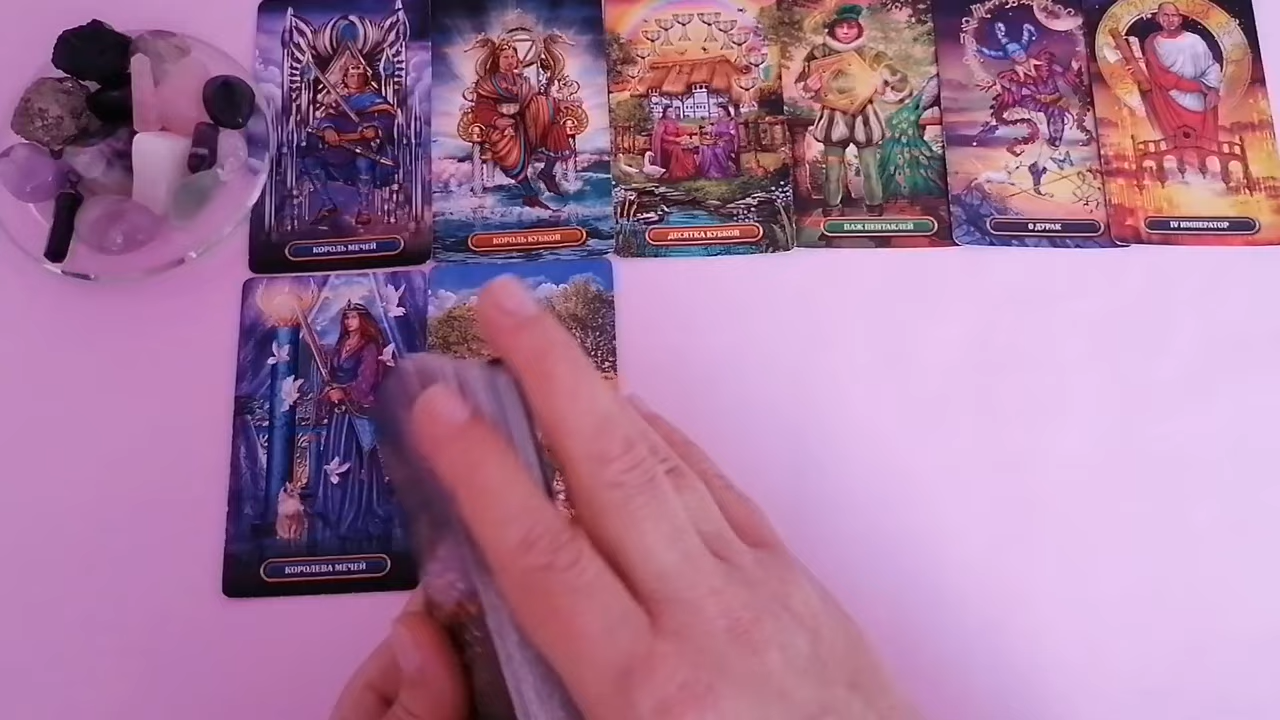 КОРОЛЬ МЕЧЕЙ
КОРОЛЬ КУБКОВ
ДЕСЯТКА КУБКОВ
ПАЖ ПЕНТАКЛЕЙ
0 ДУРАК
IV ИМПЕРАТОР
КОРОЛЕВА МЕЧЕЙ